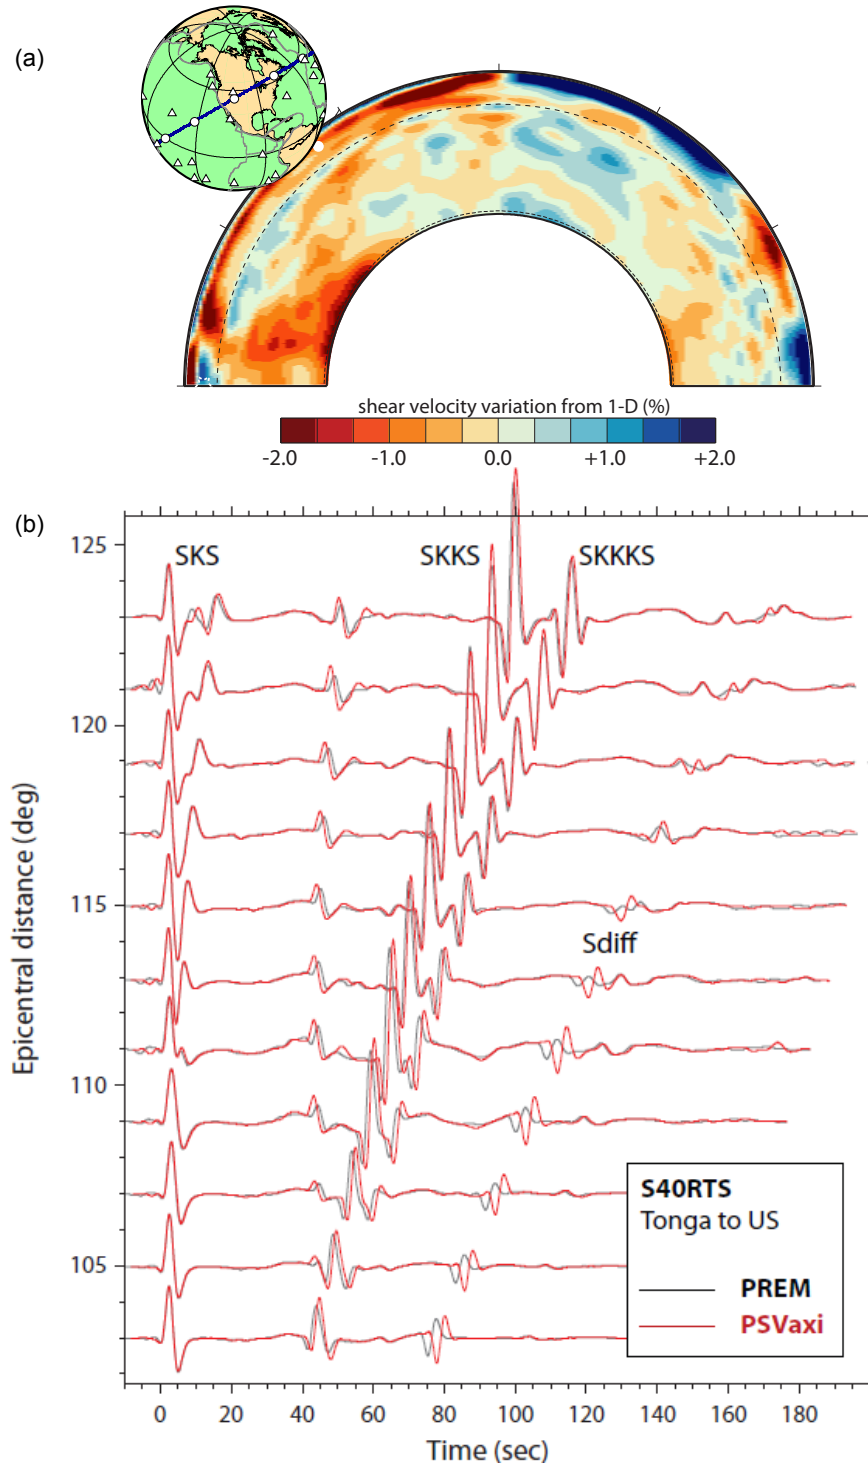 (a)
shear velocity variation from 1-D (%)
-2.0 -1.0 0.0 +1.0 +2.0
(b)
125
120
115
110
105
Epicentral distance (deg)
SKS SKKS SKKKS
Sdiff
S40RTS
Tonga to US
PREM
PSVaxi
0 20 40 60 80 100 120 140 160 180
Time (sec)